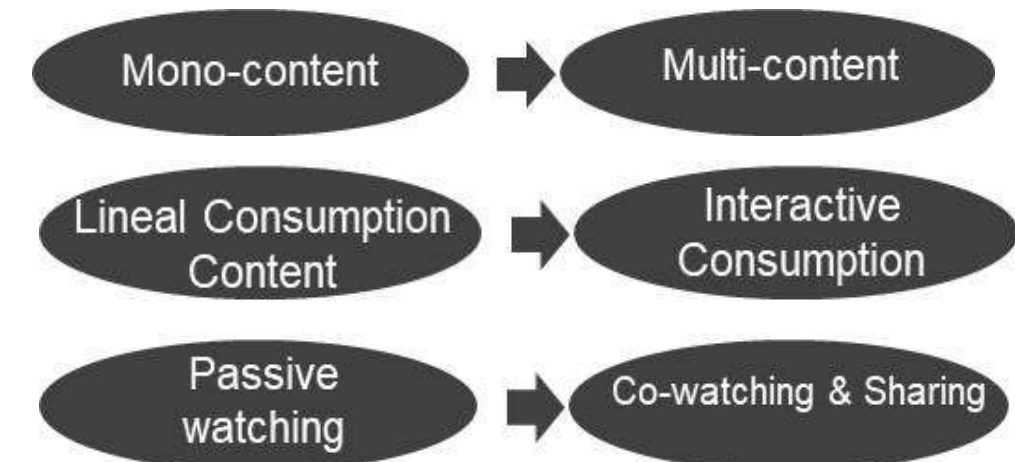 Mono-content
Multi-content
Lineal Consumption
Content
Interactive
Consumption
Passive
watching
Co-watching & Sharing